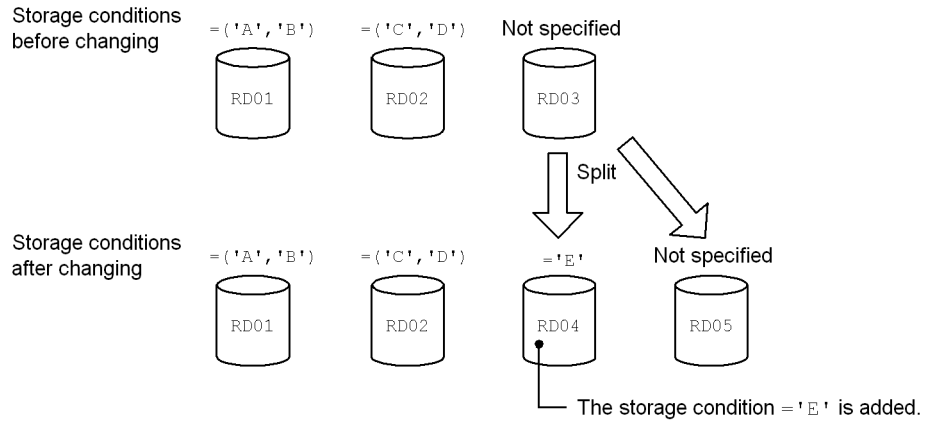 Storage conditions
before changing
=('A','B') =('C','D') Not specified
RD01 RD02 RD03
Split
Storage conditions
after changing
=('A','B') =('C','D') ='E' Not specified
RD01 RD02 RD04 RD05
The storage condition ='E' is added.